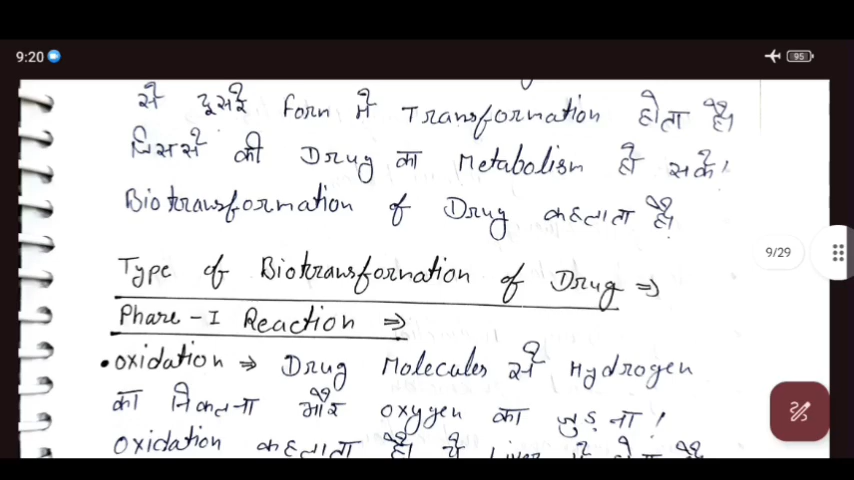 9:20
95
से दूसरे Form में Transformation होता है।
जिससे की Drug का Metabolism हो सके।
Biotransformation of Drug कहलाता है।
9/29
Type of Biotransformation of Drug ⇒
Phase-I Reaction ⇒
•oxidation ⇒ Drug Molecules से Hydrogen
का निकलना और oxygen का जुड़ना!
oxidation कहलाता है। ये Liver में होता है